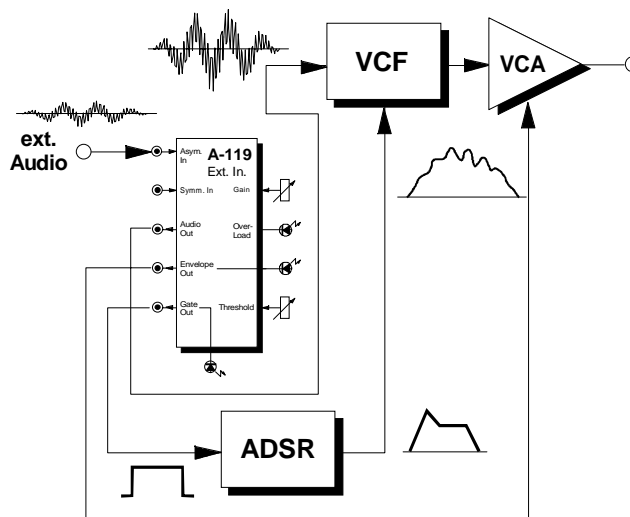 VCF
VCA
ext.
Audio
A-119
Ext. In.
Asym.
In
Symm. In
Gain
Audio
Out
Over-
Load
Envelope
Out
Gate
Out
Threshold
ADSR